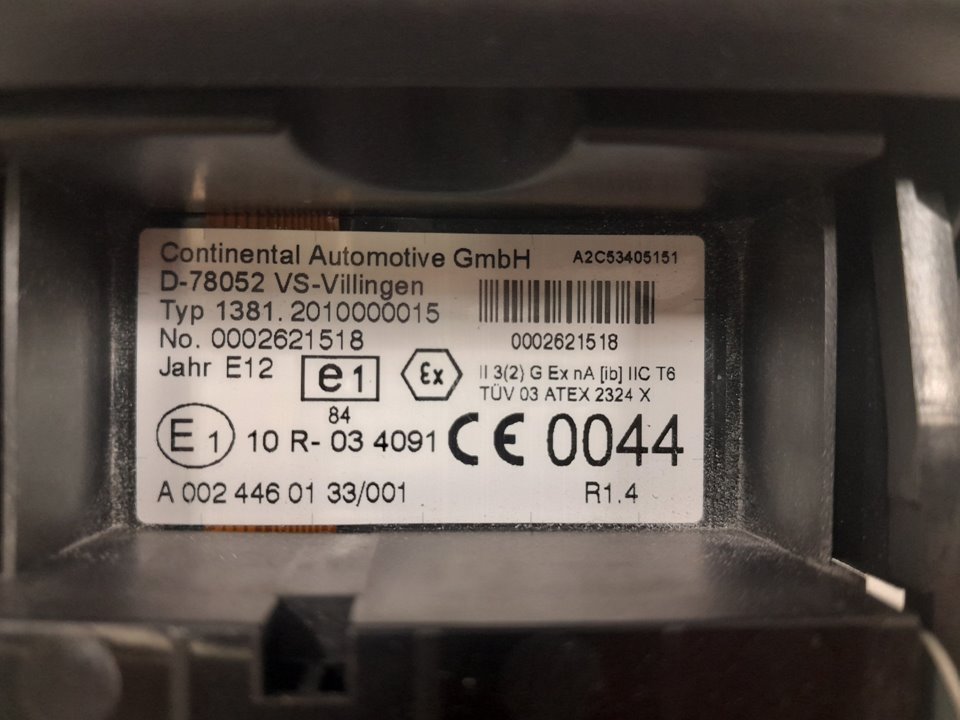 Continental Automotive GmbH A2C53405151
D-78052 VS-Villingen
Typ 1381.2010000015
No. 0002621518 0002621518
Jahr E12 e1 Ex II 3(2) G Ex nA [ib] IIC T6
TÜV 03 ATEX 2324 X
84
E1 10 R- 03 4091 CE 0044
A 002 446 01 33/001 R1.4